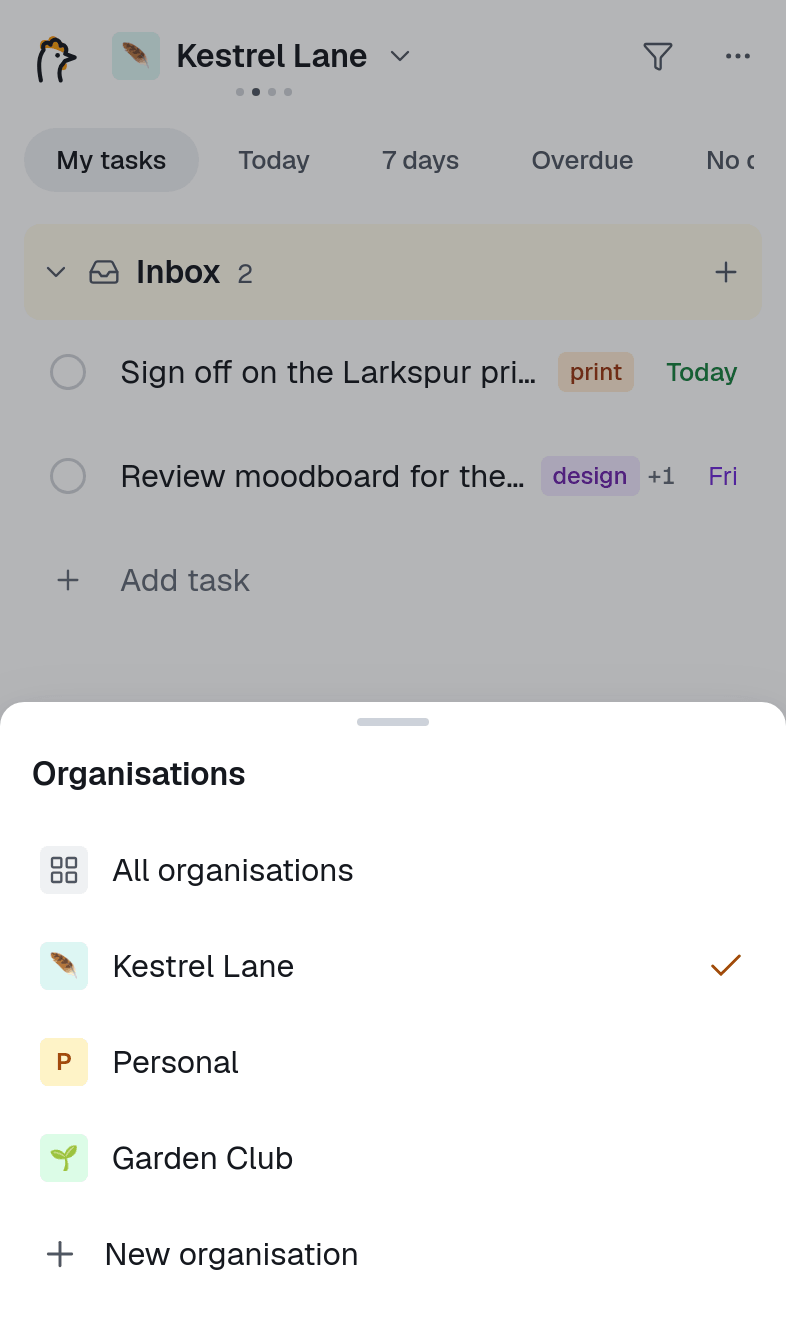 Kestrel Lane
My tasks Today 7 days Overdue No
Inbox 2
Sign off on the Larkspur pri… print Today
Review moodboard for the… design +1 Fri
Add task
Organisations
All organisations
Kestrel Lane
P Personal
Garden Club
New organisation